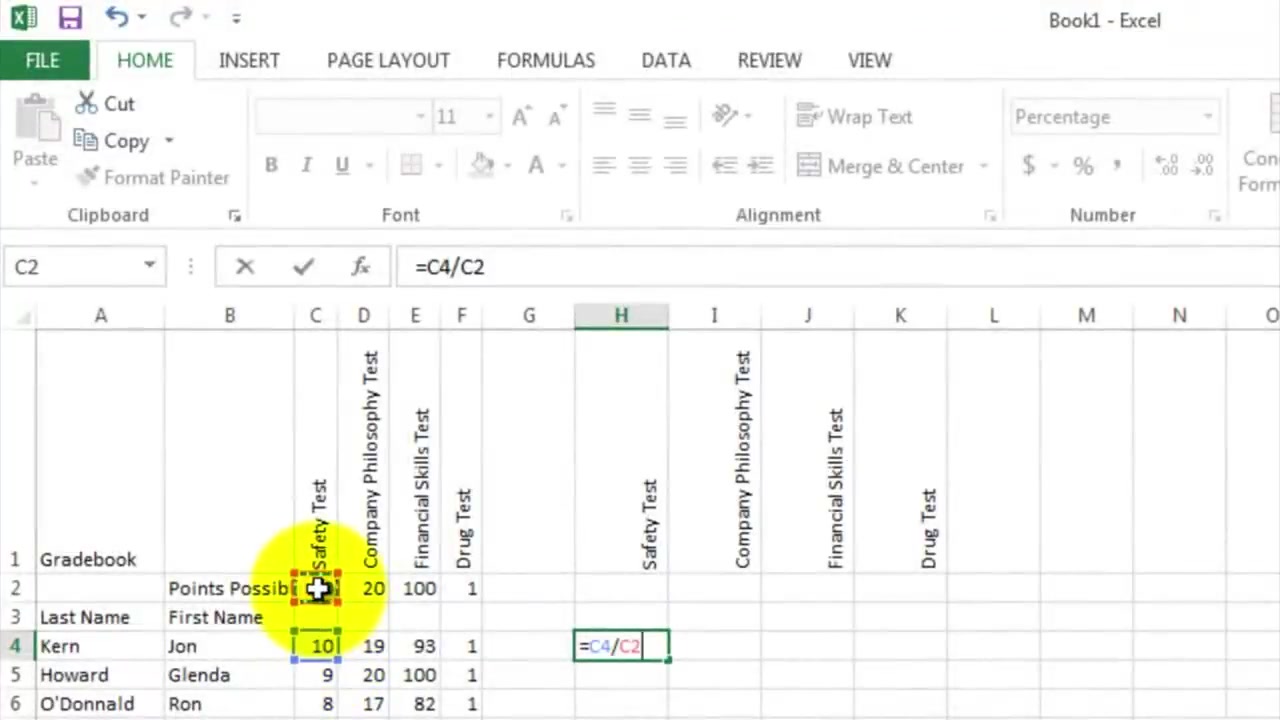 Book1 - Excel
FILE HOME INSERT PAGE LAYOUT FORMULAS DATA REVIEW VIEW
Cut
Copy
Format Painter
Paste
Clipboard
11
B I U A
Font
Wrap Text
Merge & Center
Alignment
Percentage
$ % ,
Number
Con
Form
C2 fx =C4/C2
A B C D E F G H I J K L M N O
1 Gradebook Safety Test Company Philosophy Test Financial Skills Test Drug Test Safety Test Company Philosophy Test Financial Skills Test Drug Test
2 Points Possib 20 100 1
3 Last Name First Name
4 Kern Jon 10 19 93 1 =C4/C2
5 Howard Glenda 9 20 100 1
6 O'Donnald Ron 8 17 82 1